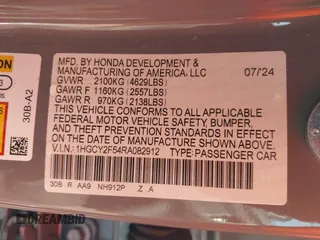 MFD. BY HONDA DEVELOPMENT &
MANUFACTURING OF AMERICA, LLC 07/24
GVWR 2100KG (4629LBS)
GAWR F 1160KG (2557LBS)
GAWR R 970KG (2138LBS)
THIS VEHICLE CONFORMS TO ALL APPLICABLE
FEDERAL MOTOR VEHICLE SAFETY, BUMPER,
AND THEFT PREVENTION STANDARDS IN EFFECT
ON THE DATE OF MANUFACTURE SHOWN ABOVE.
V.I.N.: 1HGCY2F54RA082912 TYPE: PASSENGER CAR
308 R AA9 NH912P Z A
30B-A2
DREAMBID